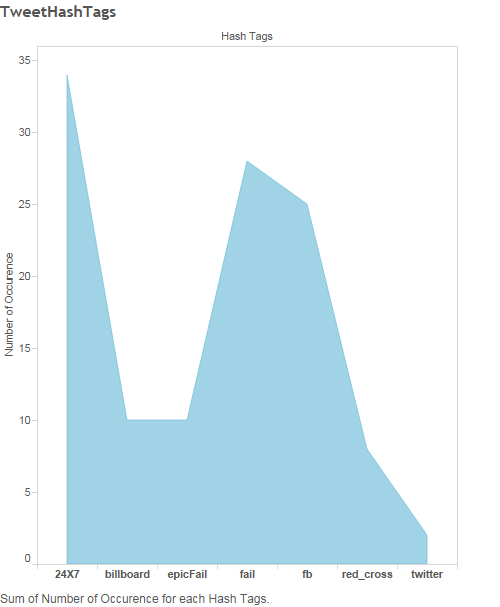 TweetHashTags
Hash Tags
35
30
25
20
15
10
5
0
Number of Occurence
24X7 billboard epicFail fail fb red_cross twitter
Sum of Number of Occurence for each Hash Tags.